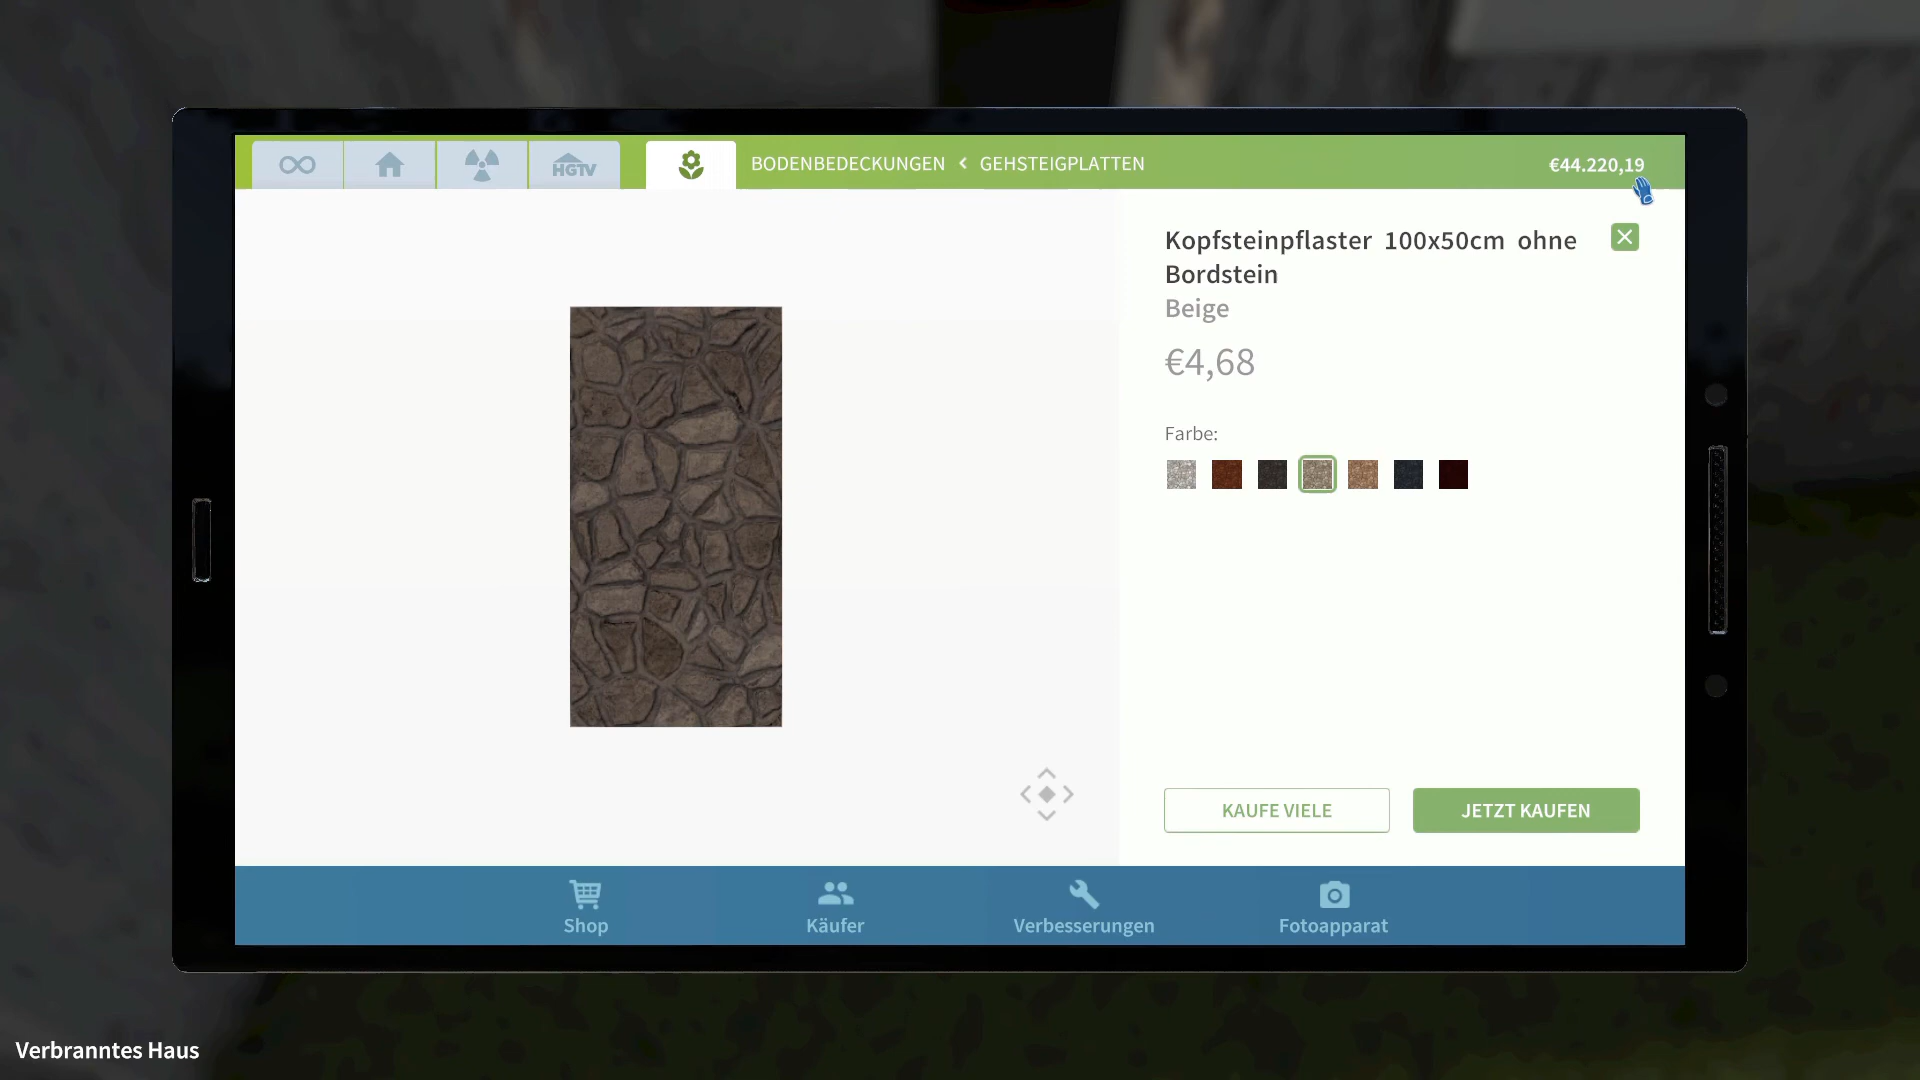 HGTV
BODENBEDECKUNGEN < GEHSTEIGPLATTEN
€44.220,19
Kopfsteinpflaster 100x50cm ohne
Bordstein
Beige
€4,68
Farbe:
KAUFE VIELE
JETZT KAUFEN
Shop
Käufer
Verbesserungen
Fotoapparat
Verbranntes Haus